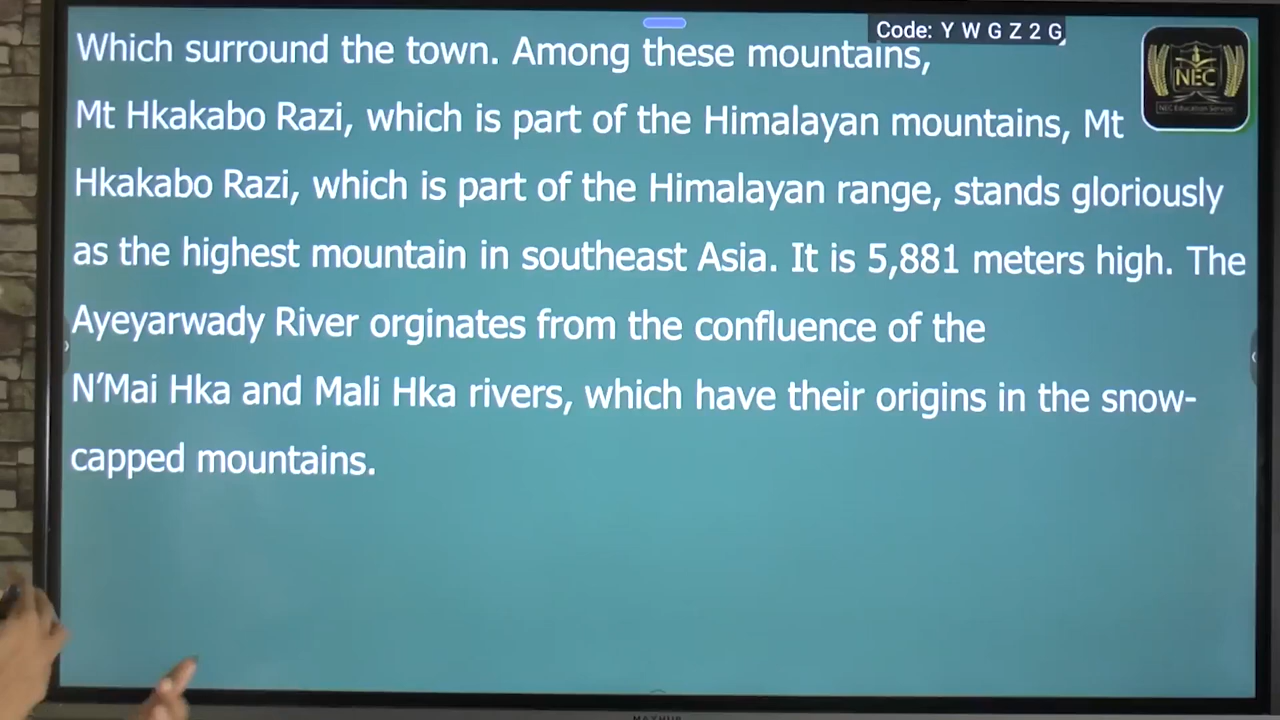 Code: Y W G Z 2 G
NEC
NEC Education Service
Which surround the town. Among these mountains,
Mt Hkakabo Razi, which is part of the Himalayan mountains, Mt
Hkakabo Razi, which is part of the Himalayan range, stands gloriously
as the highest mountain in southeast Asia. It is 5,881 meters high. The
Ayeyarwady River orginates from the confluence of the
N’Mai Hka and Mali Hka rivers, which have their origins in the snow-
capped mountains.